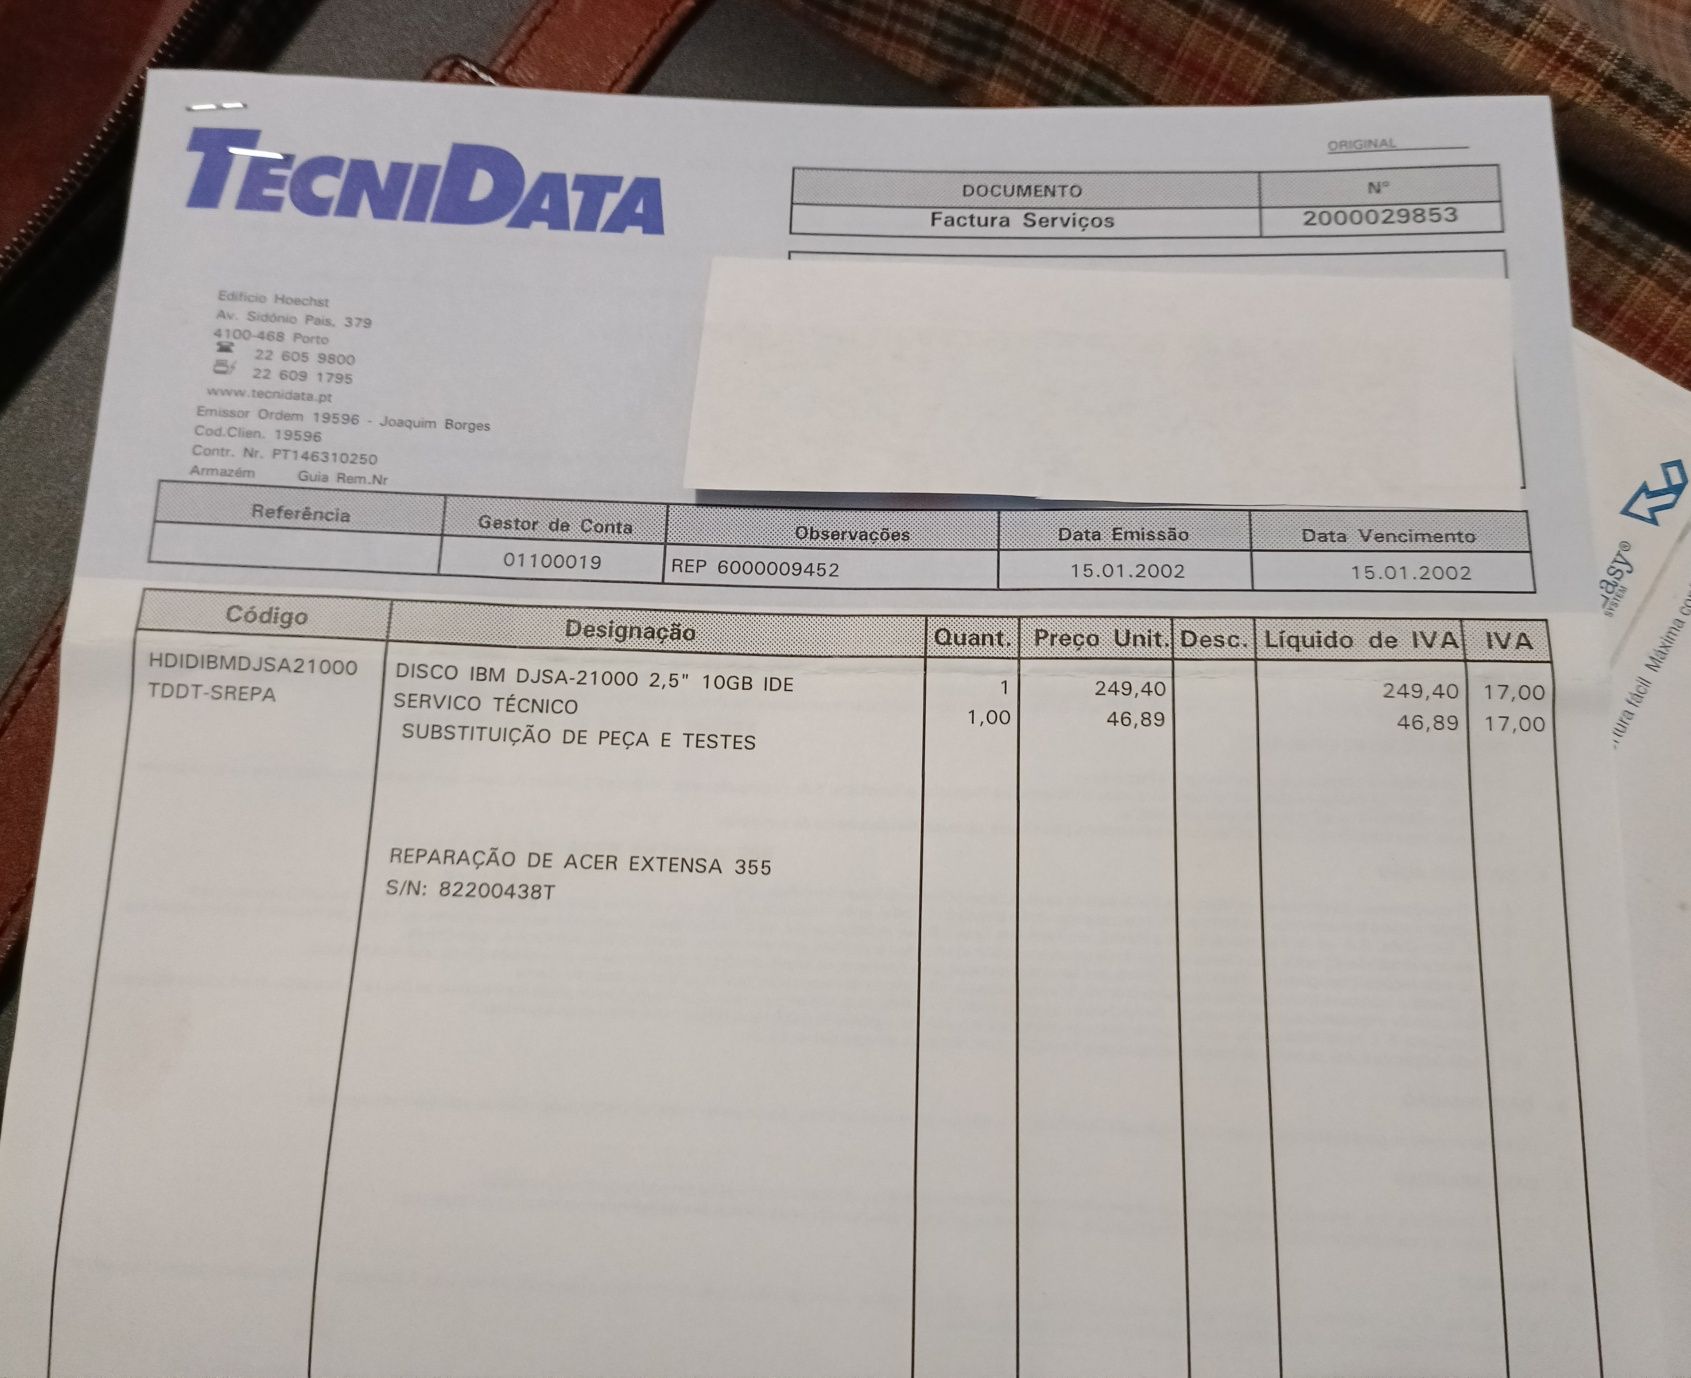 TECNIDATA
ORIGINAL
DOCUMENTO Nº
Factura Serviços 2000029853
Edifício Hoechst
Av. Sidónio Pais, 379
4100-468 Porto
22 605 9800
22 609 1795
www.tecnidata.pt
Emissor Ordem 19596 - Joaquim Borges
Cod.Clien. 19596
Contr. Nr. PT146310250
Armazém Guia Rem.Nr
Referência Gestor de Conta Observações Data Emissão Data Vencimento
01100019 REP 6000009452 15.01.2002 15.01.2002
Código Designação Quant. Preço Unit. Desc. Líquido de IVA IVA
HDIDIBMDJSA21000 DISCO IBM DJSA-21000 2,5" 10GB IDE 1 249,40 249,40 17,00
TDDT-SREPA SERVICO TÉCNICO 1,00 46,89 46,89 17,00
SUBSTITUIÇÃO DE PEÇA E TESTES
REPARAÇÃO DE ACER EXTENSA 355
S/N: 82200438T
asy®
SYSTEM
tura fácil Máxima